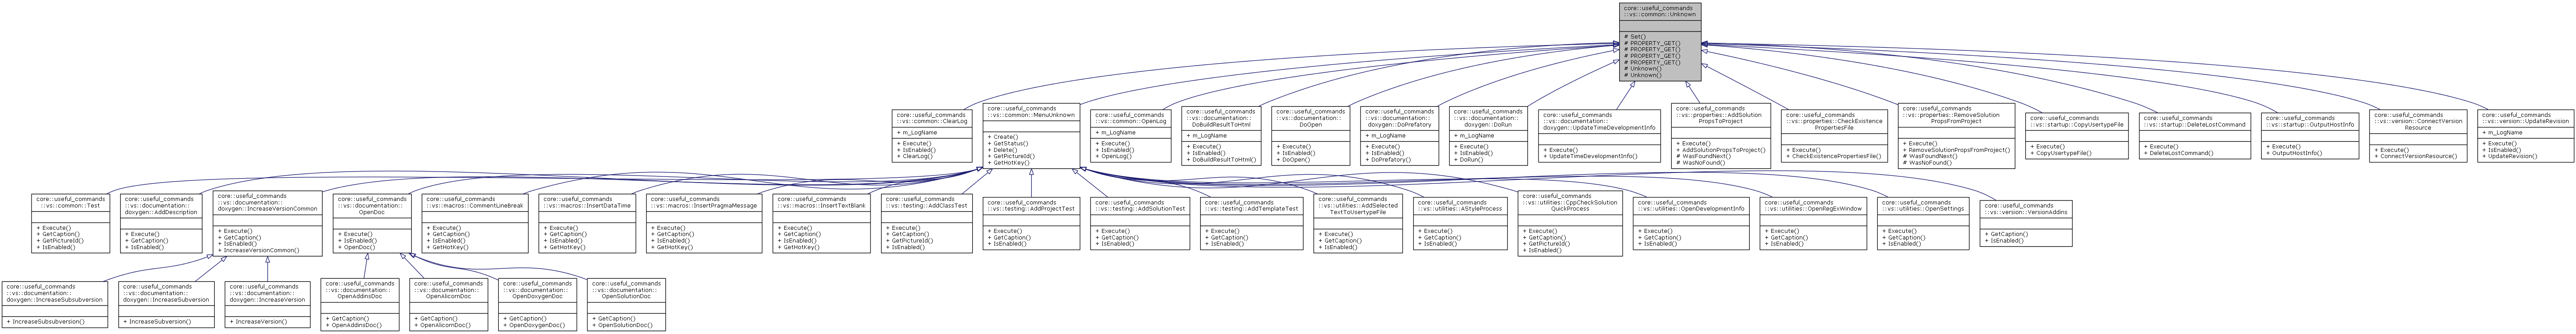 core::useful_commands
::vs::common::Unknown
# Set()
# PROPERTY_GET()
# PROPERTY_GET()
# PROPERTY_GET()
# PROPERTY_GET()
# Unknown()
# Unknown()
core::useful_commands
::vs::common::ClearLog
+ m_LogName
+ Execute()
+ IsEnabled()
+ ClearLog()
core::useful_commands
::vs::common::MenuUnknown
+ Create()
+ GetStatus()
+ Delete()
+ GetPictureId()
+ GetHotKey()
core::useful_commands
::vs::common::OpenLog
+ m_LogName
+ Execute()
+ IsEnabled()
+ OpenLog()
core::useful_commands
::vs::documentation::
DoBuildResultToHtml
+ m_LogName
+ Execute()
+ IsEnabled()
+ DoBuildResultToHtml()
core::useful_commands
::vs::documentation::
DoOpen
+ Execute()
+ IsEnabled()
+ DoOpen()
core::useful_commands
::vs::documentation::
doxygen::DoPrefatory
+ m_LogName
+ Execute()
+ IsEnabled()
+ DoPrefatory()
core::useful_commands
::vs::documentation::
doxygen::DoRun
+ m_LogName
+ Execute()
+ IsEnabled()
+ DoRun()
core::useful_commands
::vs::documentation::
doxygen::UpdateTimeDevelopmentInfo
+ Execute()
+ UpdateTimeDevelopmentInfo()
core::useful_commands
::vs::properties::AddSolution
PropsToProject
+ Execute()
+ AddSolutionPropsToProject()
# WasFoundNext()
# WasNoFound()
core::useful_commands
::vs::properties::CheckExistence
PropertiesFile
+ Execute()
+ CheckExistencePropertiesFile()
core::useful_commands
::vs::properties::RemoveSolution
PropsFromProject
+ Execute()
+ RemoveSolutionPropsFromProject()
# WasFoundNext()
# WasNoFound()
core::useful_commands
::vs::startup::CopyUsertypeFile
+ Execute()
+ CopyUsertypeFile()
core::useful_commands
::vs::startup::DeleteLostCommand
+ Execute()
+ DeleteLostCommand()
core::useful_commands
::vs::startup::OutputHostInfo
+ Execute()
+ OutputHostInfo()
core::useful_commands
::vs::version::ConnectVersion
Resource
+ Execute()
+ ConnectVersionResource()
core::useful_commands
::vs::version::UpdateRevision
+ m_LogName
+ Execute()
+ IsEnabled()
+ UpdateRevision()
core::useful_commands
::vs::common::Test
+ Execute()
+ GetCaption()
+ GetPictureId()
+ IsEnabled()
core::useful_commands
::vs::documentation::
doxygen::AddDescription
+ Execute()
+ GetCaption()
+ IsEnabled()
core::useful_commands
::vs::documentation::
doxygen::IncreaseVersionCommon
+ Execute()
+ GetCaption()
+ IsEnabled()
+ IncreaseVersionCommon()
core::useful_commands
::vs::documentation::
OpenDoc
+ Execute()
+ IsEnabled()
+ OpenDoc()
core::useful_commands
::vs::macros::CommentLineBreak
+ Execute()
+ GetCaption()
+ IsEnabled()
+ GetHotKey()
core::useful_commands
::vs::macros::InsertDataTime
+ Execute()
+ GetCaption()
+ IsEnabled()
+ GetHotKey()
core::useful_commands
::vs::macros::InsertPragmaMessage
+ Execute()
+ GetCaption()
+ IsEnabled()
+ GetHotKey()
core::useful_commands
::vs::macros::InsertTextBlank
+ Execute()
+ GetCaption()
+ IsEnabled()
+ GetHotKey()
core::useful_commands
::vs::testing::AddClassTest
+ Execute()
+ GetCaption()
+ GetPictureId()
+ IsEnabled()
core::useful_commands
::vs::testing::AddProjectTest
+ Execute()
+ GetCaption()
+ IsEnabled()
core::useful_commands
::vs::testing::AddSolutionTest
+ Execute()
+ GetCaption()
+ IsEnabled()
core::useful_commands
::vs::testing::AddTemplateTest
+ Execute()
+ GetCaption()
+ IsEnabled()
core::useful_commands
::vs::utilities::AddSelected
TextToUsertypeFile
+ Execute()
+ GetCaption()
+ IsEnabled()
core::useful_commands
::vs::utilities::AStyleProcess
+ Execute()
+ GetCaption()
+ IsEnabled()
core::useful_commands
::vs::utilities::CppCheckSolution
QuickProcess
+ Execute()
+ GetCaption()
+ GetPictureId()
+ IsEnabled()
core::useful_commands
::vs::utilities::OpenDevelopmentInfo
+ Execute()
+ GetCaption()
+ IsEnabled()
core::useful_commands
::vs::utilities::OpenRegExWindow
+ Execute()
+ GetCaption()
+ IsEnabled()
core::useful_commands
::vs::utilities::OpenSettings
+ Execute()
+ GetCaption()
+ IsEnabled()
core::useful_commands
::vs::version::VersionAddins
+ GetCaption()
+ IsEnabled()
core::useful_commands
::vs::documentation::
doxygen::IncreaseSubsubversion
+ IncreaseSubsubversion()
core::useful_commands
::vs::documentation::
doxygen::IncreaseSubversion
+ IncreaseSubversion()
core::useful_commands
::vs::documentation::
doxygen::IncreaseVersion
+ IncreaseVersion()
core::useful_commands
::vs::documentation::
OpenAddinsDoc
+ GetCaption()
+ OpenAddinsDoc()
core::useful_commands
::vs::documentation::
OpenAlicornDoc
+ GetCaption()
+ OpenAlicornDoc()
core::useful_commands
::vs::documentation::
OpenDoxygenDoc
+ GetCaption()
+ OpenDoxygenDoc()
core::useful_commands
::vs::documentation::
OpenSolutionDoc
+ GetCaption()
+ OpenSolutionDoc()